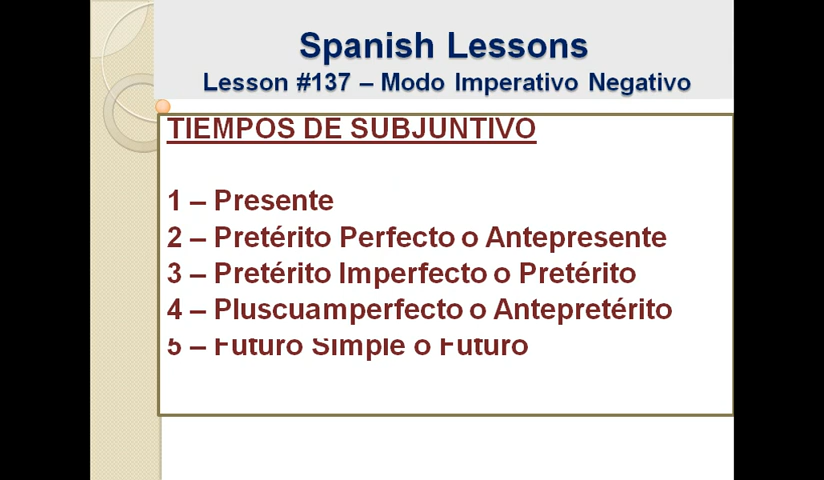 Spanish Lessons
Lesson #137 – Modo Imperativo Negativo
TIEMPOS DE SUBJUNTIVO
1 – Presente
2 – Pretérito Perfecto o Antepresente
3 – Pretérito Imperfecto o Pretérito
4 – Pluscuamperfecto o Antepretérito
5 – Futuro Simple o Futuro